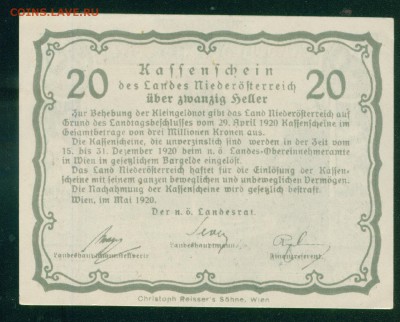 СОINS.LAVE.RU
Kassenschein
20 des Landes Niederösterreich 20
über zwanzig Heller
Zur Behebung der Kleingeldnot gibt das Land Niederösterreich auf
Grund des Landtagsbeschlusses vom 29. April 1920 Kassenscheine im
Gesamtbetrage von drei Millionen Kronen aus.
Die Kassenscheine, die unverzinslich sind werden in der Zeit vom
15. bis 31. Dezember 1920 beim n. ö. Landes-Obereinnehmeramte
in Wien in gesetzlichem Bargelde eingelöst.
Das Land Niederösterreich haftet für die Einlösung der Kassen-
scheine mit seinem ganzen beweglichen und unbeweglichen Vermögen.
Die Nachahmung der Kassenscheine wird gesetzlich bestraft.
Wien, im Mai 1920.
Der n. ö. Landesrat.
Landeshauptmannstellvertr. Landeshauptmann Finanzreferent
Christoph Reisser's Söhne, Wien